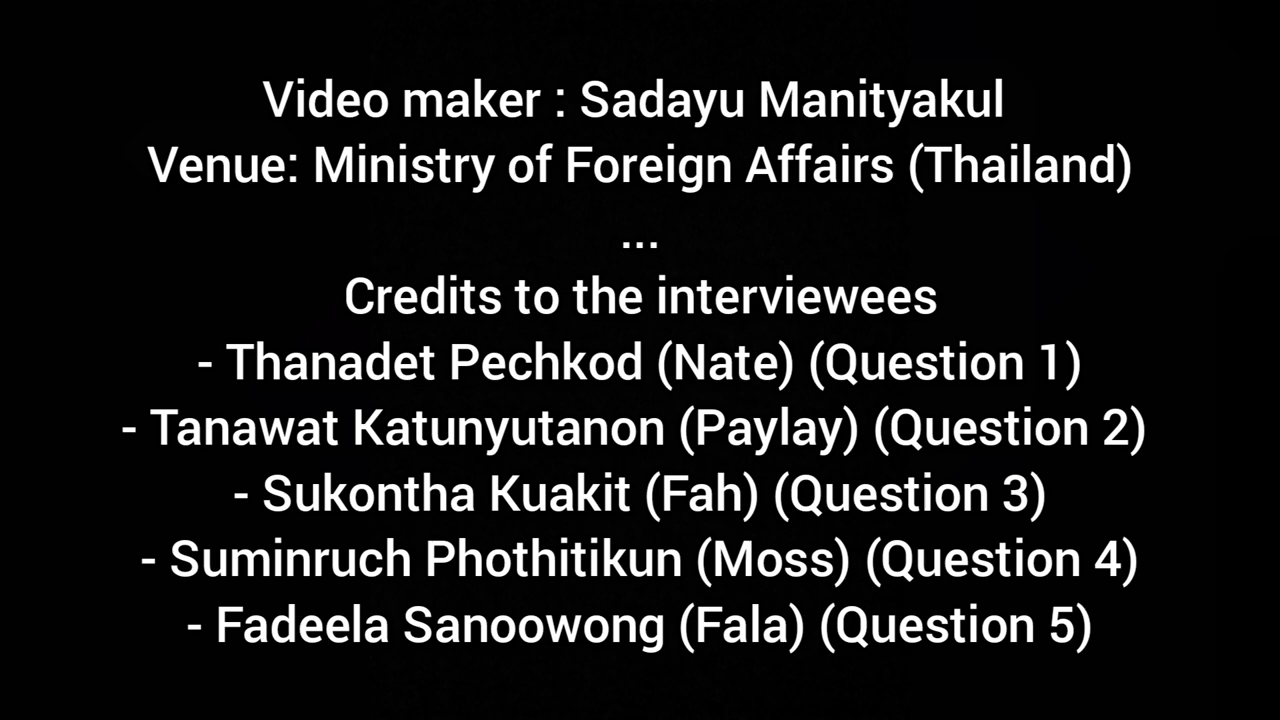 Video maker : Sadayu Manityakul
Venue: Ministry of Foreign Affairs (Thailand)
...
Credits to the interviewees
- Thanadet Pechkod (Nate) (Question 1)
- Tanawat Katunyutanon (Paylay) (Question 2)
- Sukontha Kuakit (Fah) (Question 3)
- Suminruch Phothitikun (Moss) (Question 4)
- Fadeela Sanoowong (Fala) (Question 5)